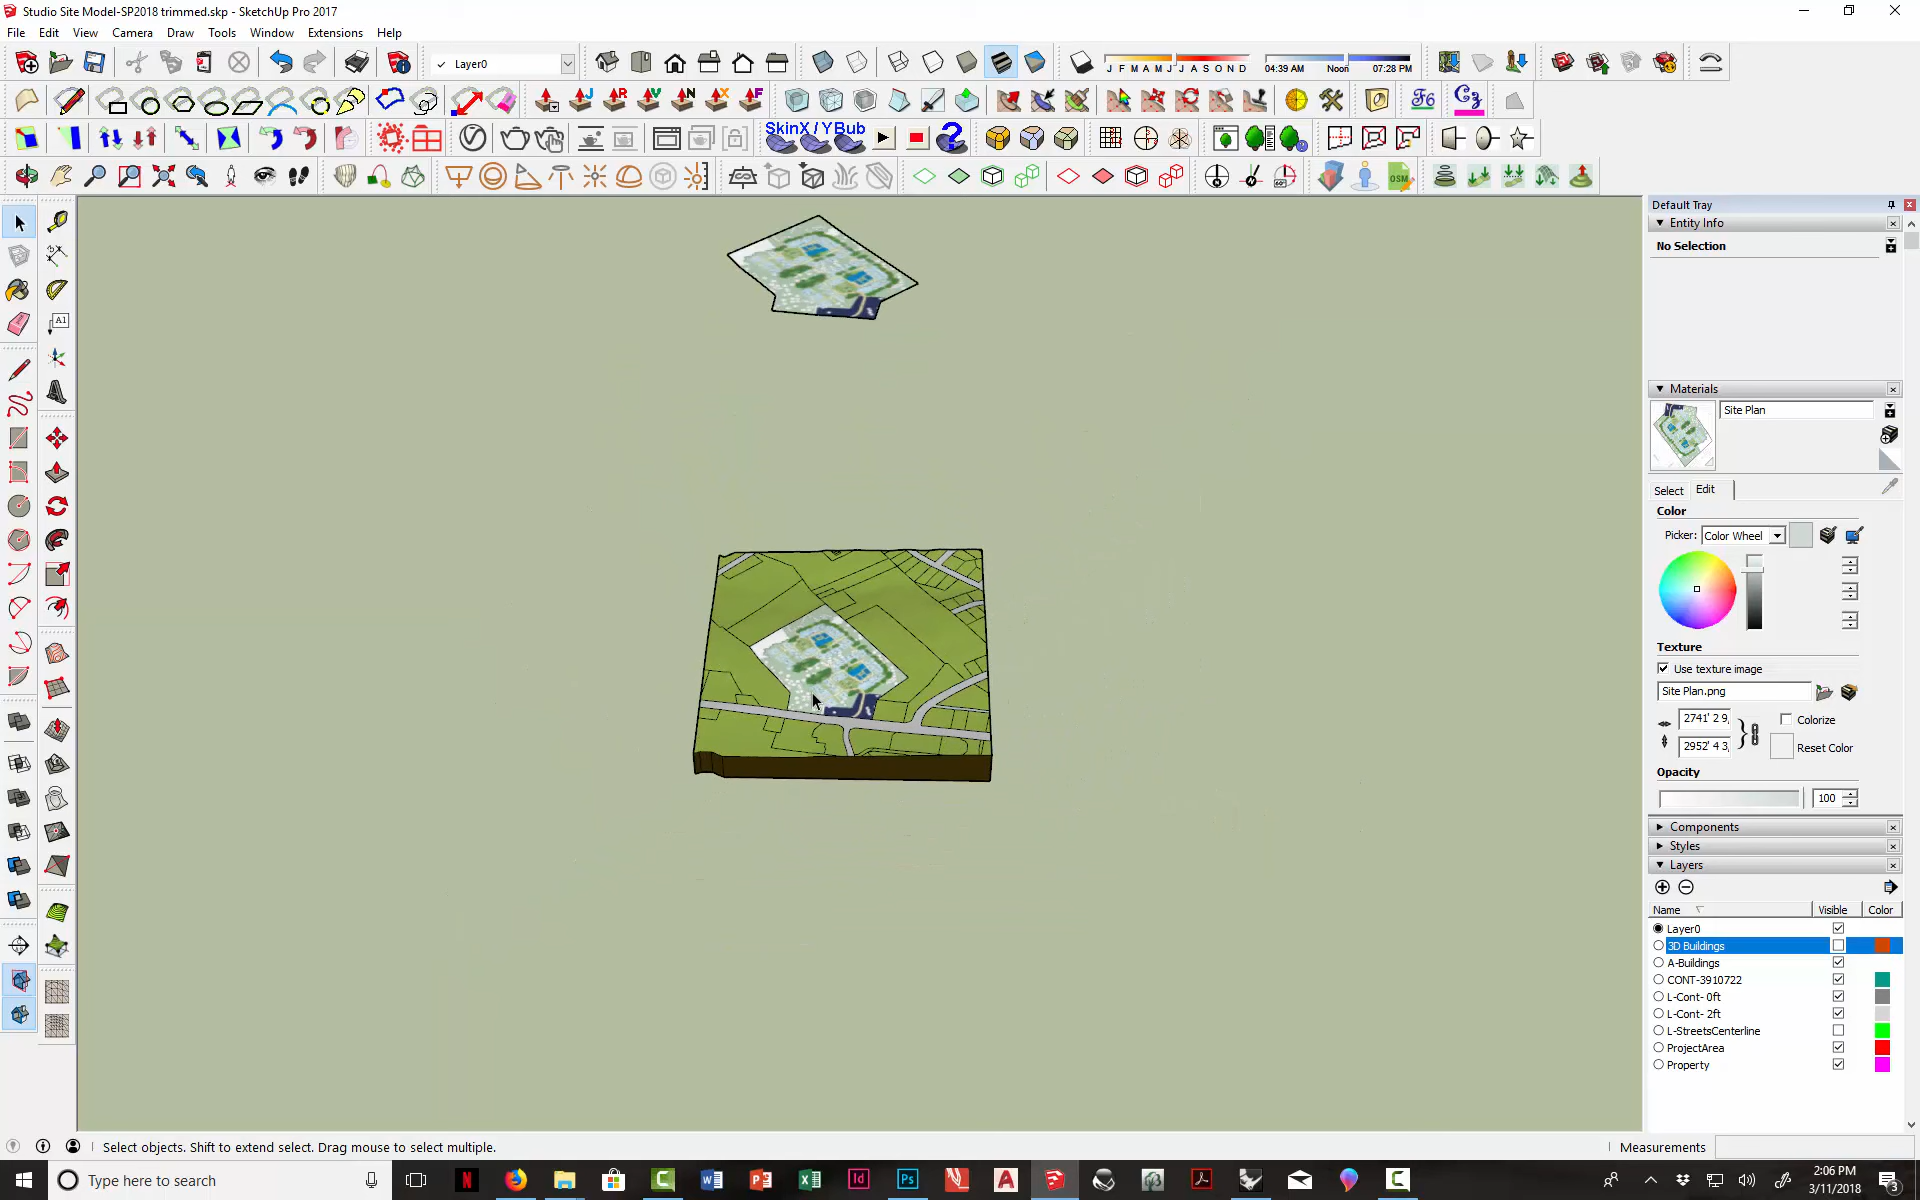 Studio Site Model-SP2018 trimmed.skp - SketchUp Pro 2017
File Edit View Camera Draw Tools Window Extensions Help
Layer0
J F M A M J J A S O N D
04:39 AM Noon 07:28 PM
J R V N X F
F6
SkinX / YBub
OSM
A1
Default Tray
Entity Info
No Selection
Materials
Site Plan
Select Edit
Color
Picker: Color Wheel
Texture
Use texture image
Site Plan.png
2741' 2 9, Colorize
2952' 4 3, Reset Color
Opacity
100
Components
Styles
Layers
Name Visible Color
Layer0
3D Buildings
A-Buildings
CONT-3910722
L-Cont- 0ft
L-Cont- 2ft
L-StreetsCenterline
ProjectArea
Property
Select objects. Shift to extend select. Drag mouse to select multiple.
Measurements
Type here to search
2:06 PM
3/11/2018
3